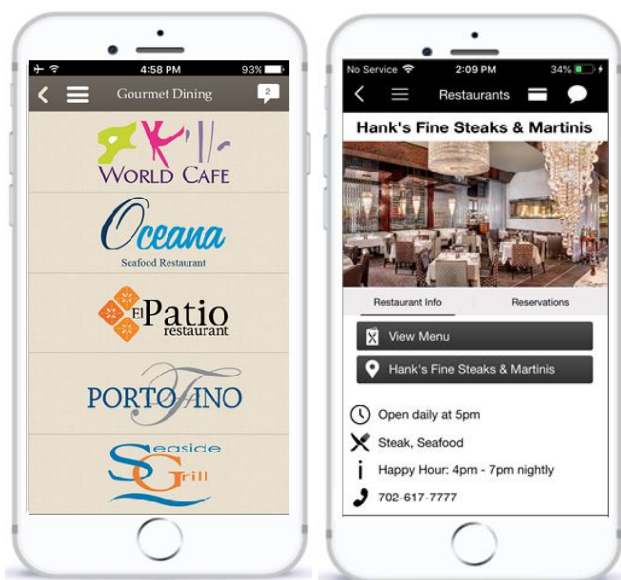 4:58 PM
93%
Gourmet Dining
2
WORLD CAFE
Oceana
Seafood Restaurant
El Patio
restaurant
PORTOFINO
Seaside
Grill
No Service
2:09 PM
34%
Restaurants
Hank's Fine Steaks & Martinis
Restaurant Info
Reservations
View Menu
Hank's Fine Steaks & Martinis
Open daily at 5pm
Steak, Seafood
Happy Hour: 4pm - 7pm nightly
702-617-7777